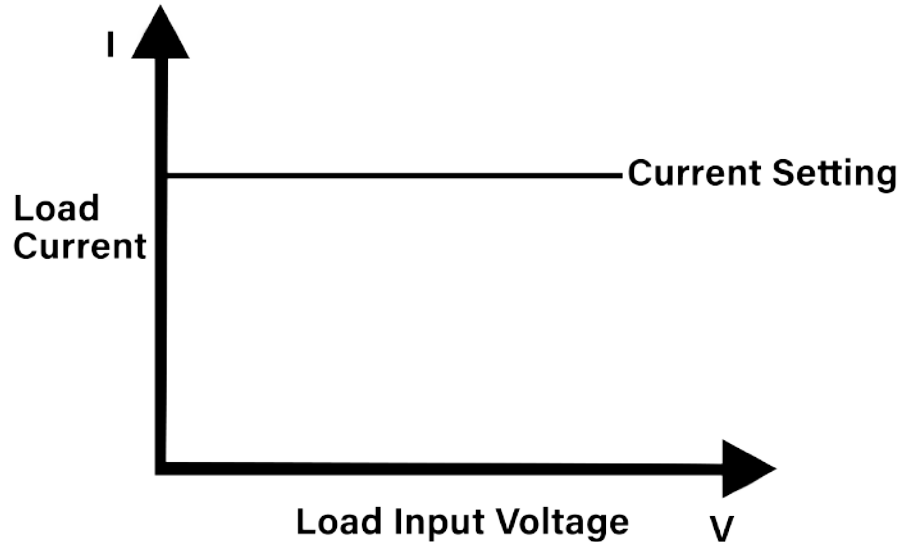 I
Current Setting
Load
Current
Load Input Voltage
V